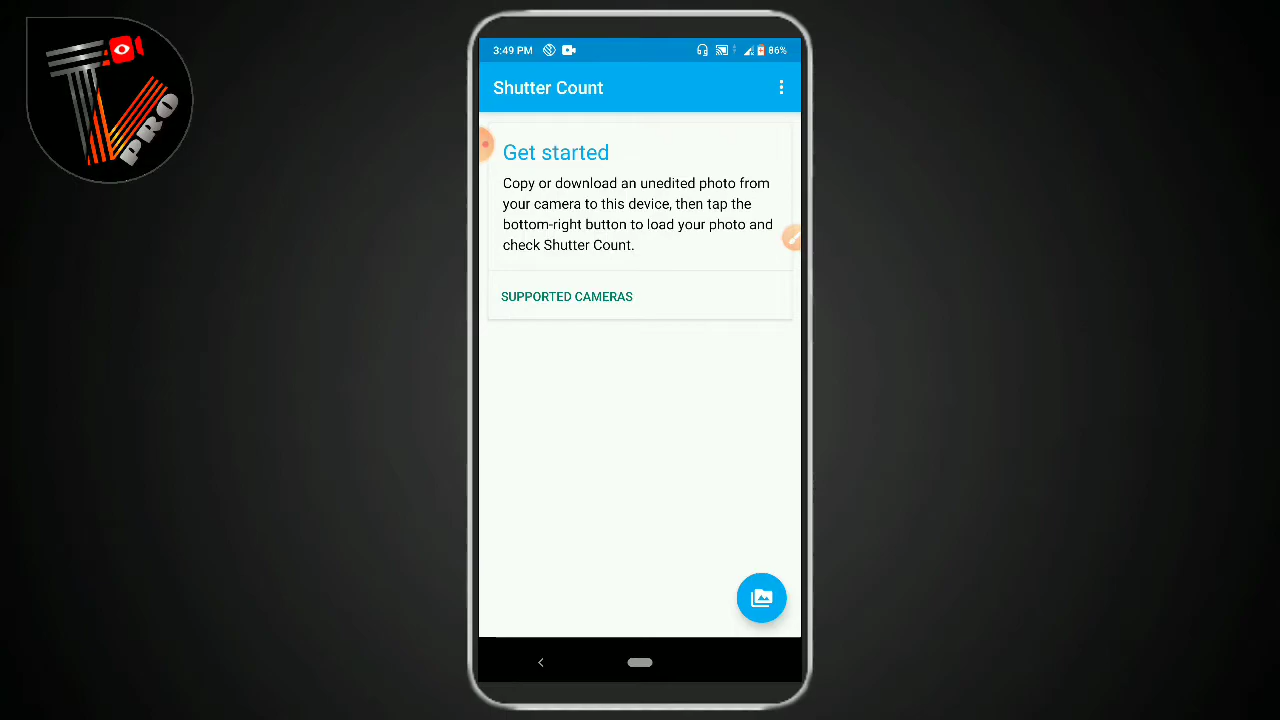 TV
PRO
3:49 PM
86%
Shutter Count
Get started
Copy or download an unedited photo from
your camera to this device, then tap the
bottom-right button to load your photo and
check Shutter Count.
SUPPORTED CAMERAS